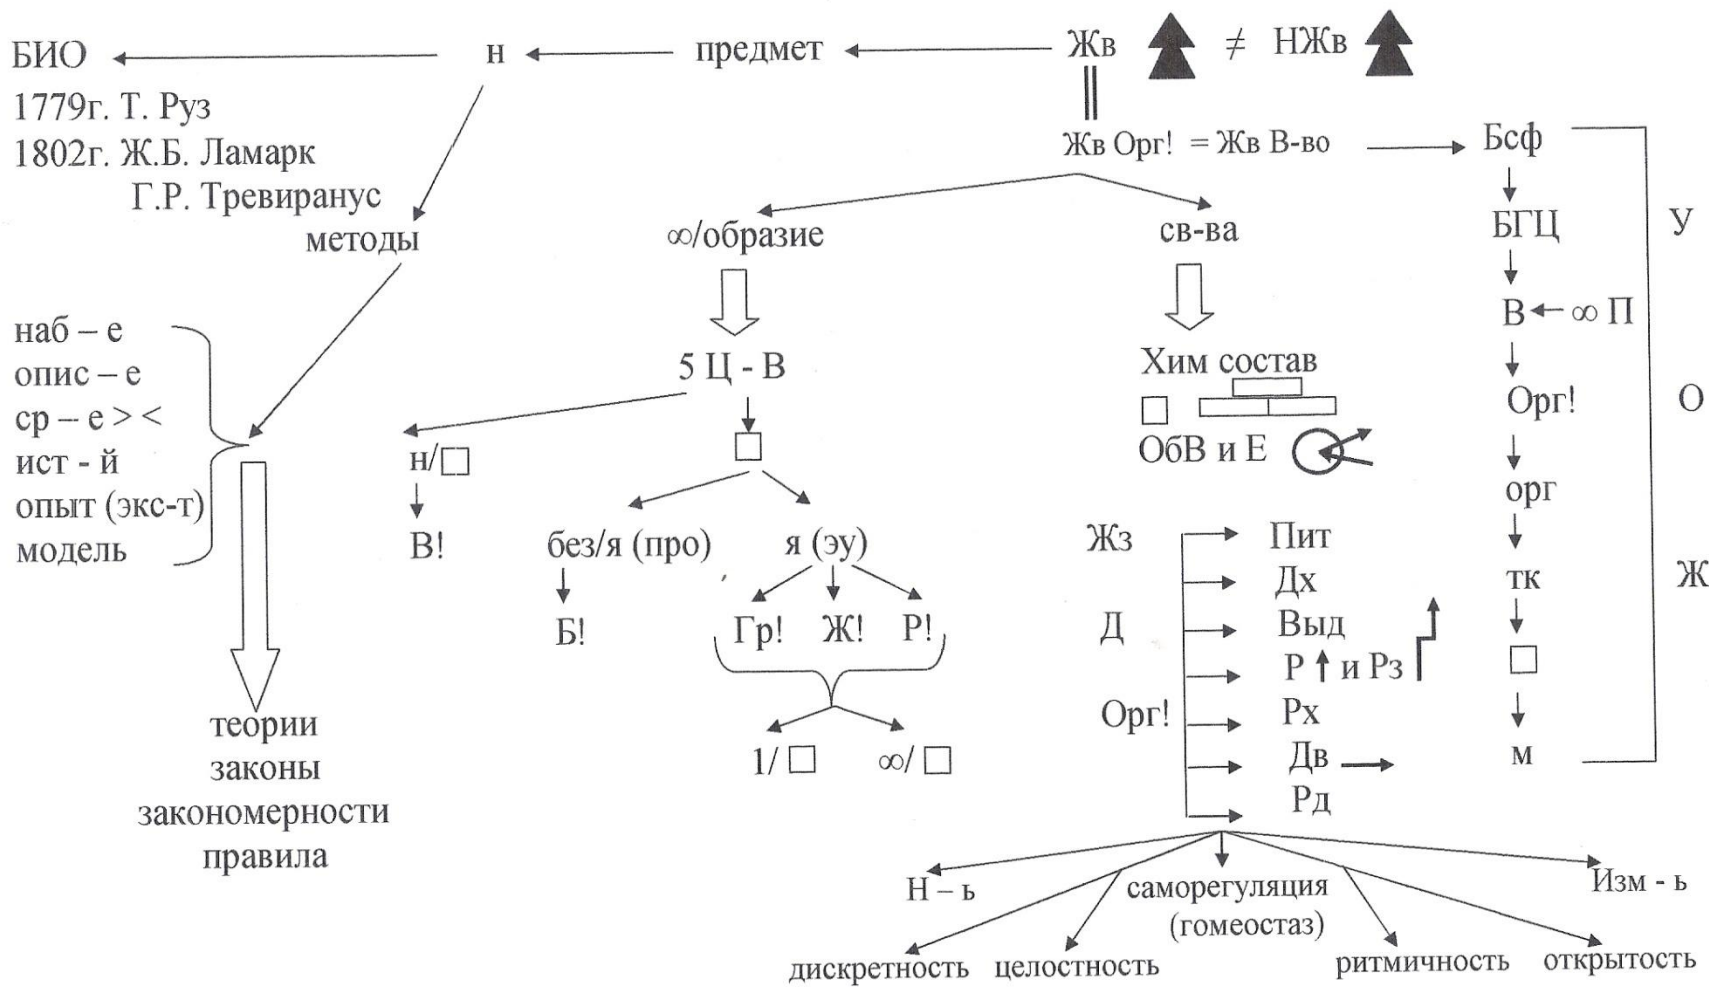 БИО н предмет Жв ≠ НЖв
1779г. Т. Руз
1802г. Ж.Б. Ламарк
Г.Р. Тревиранус
методы
наб – е
опис – е
ср – е > <
ист - й
опыт (экс-т)
модель
теории
законы
закономерности
правила
Жв Орг! = Жв В-во
∞/образие
5 Ц - В
н/□
В!
□
без/я (про)
Б!
я (эу)
Гр! Ж! Р!
1/ □ ∞/ □
св-ва
Хим состав
□
ОбВ и Е
Жз
Д
Орг!
Пит
Дх
Выд
Р ↑ и Рз
Рх
Дв
Рд
Н – ь
саморегуляция
(гомеостаз)
Изм - ь
дискретность целостность ритмичность открытость
Бсф
БГЦ
В ← ∞ П
Орг!
орг
тк
□
м
У
О
Ж